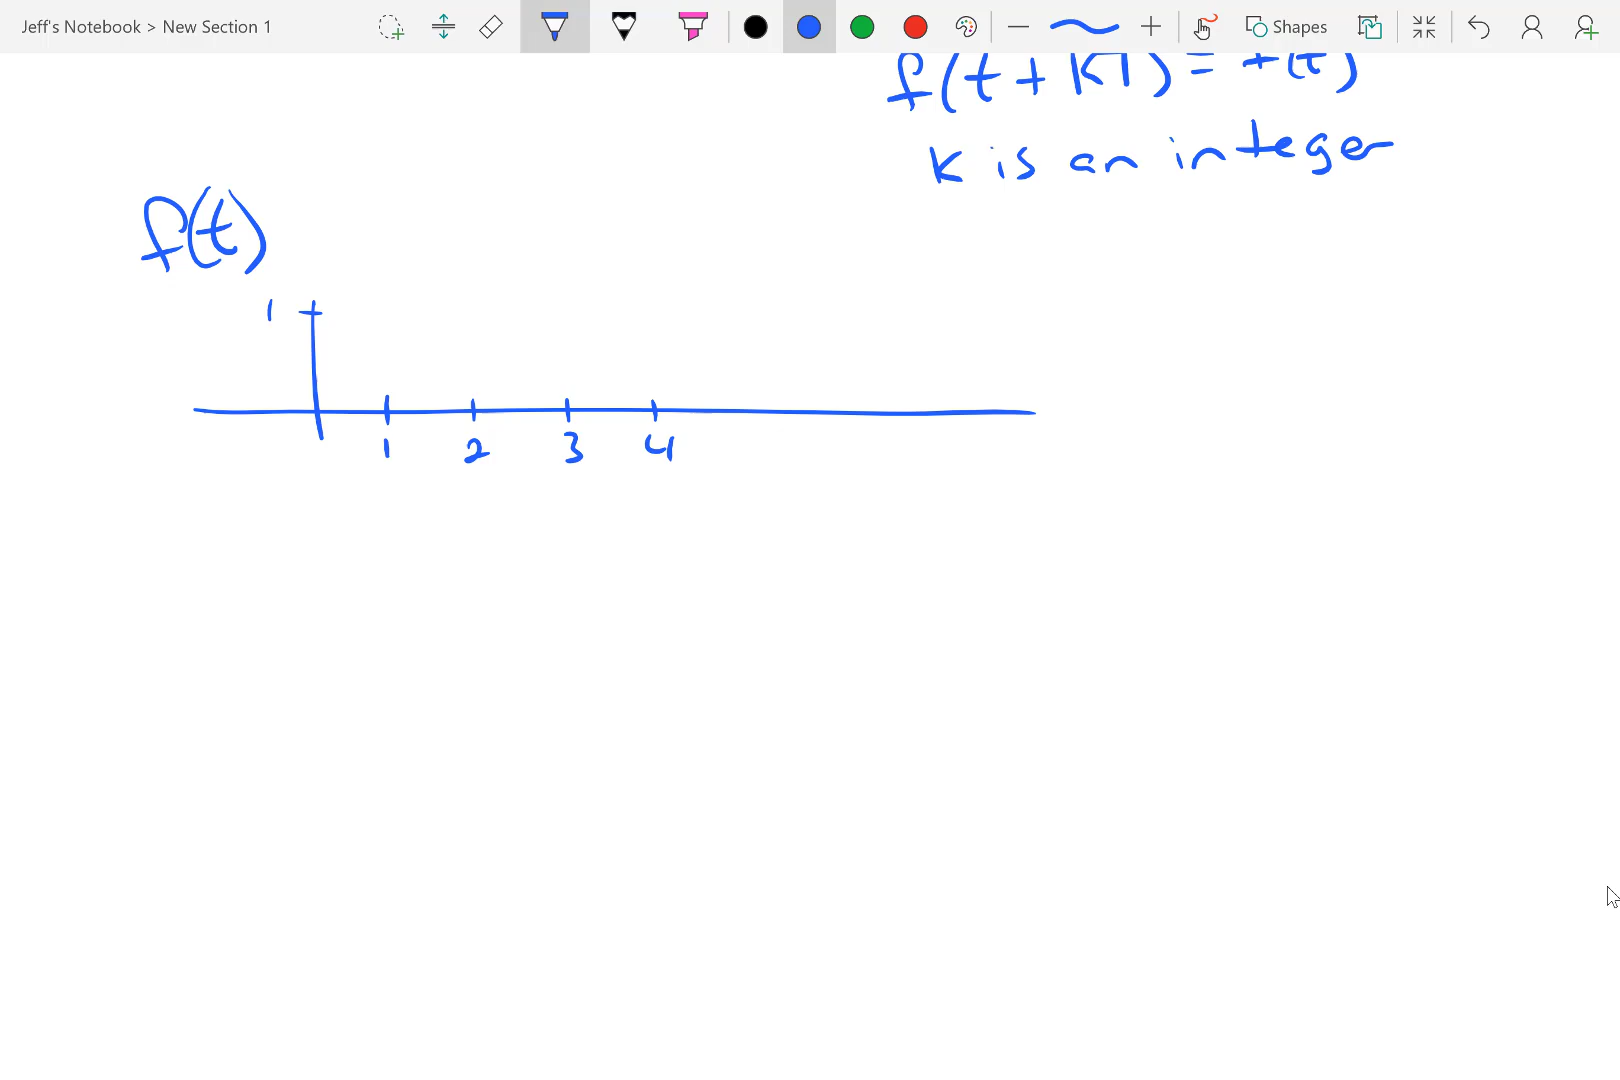 Jeff's Notebook > New Section 1
Shapes
f(t + kT) = f(t)
k is an integer
f(t)
1
1 2 3 4